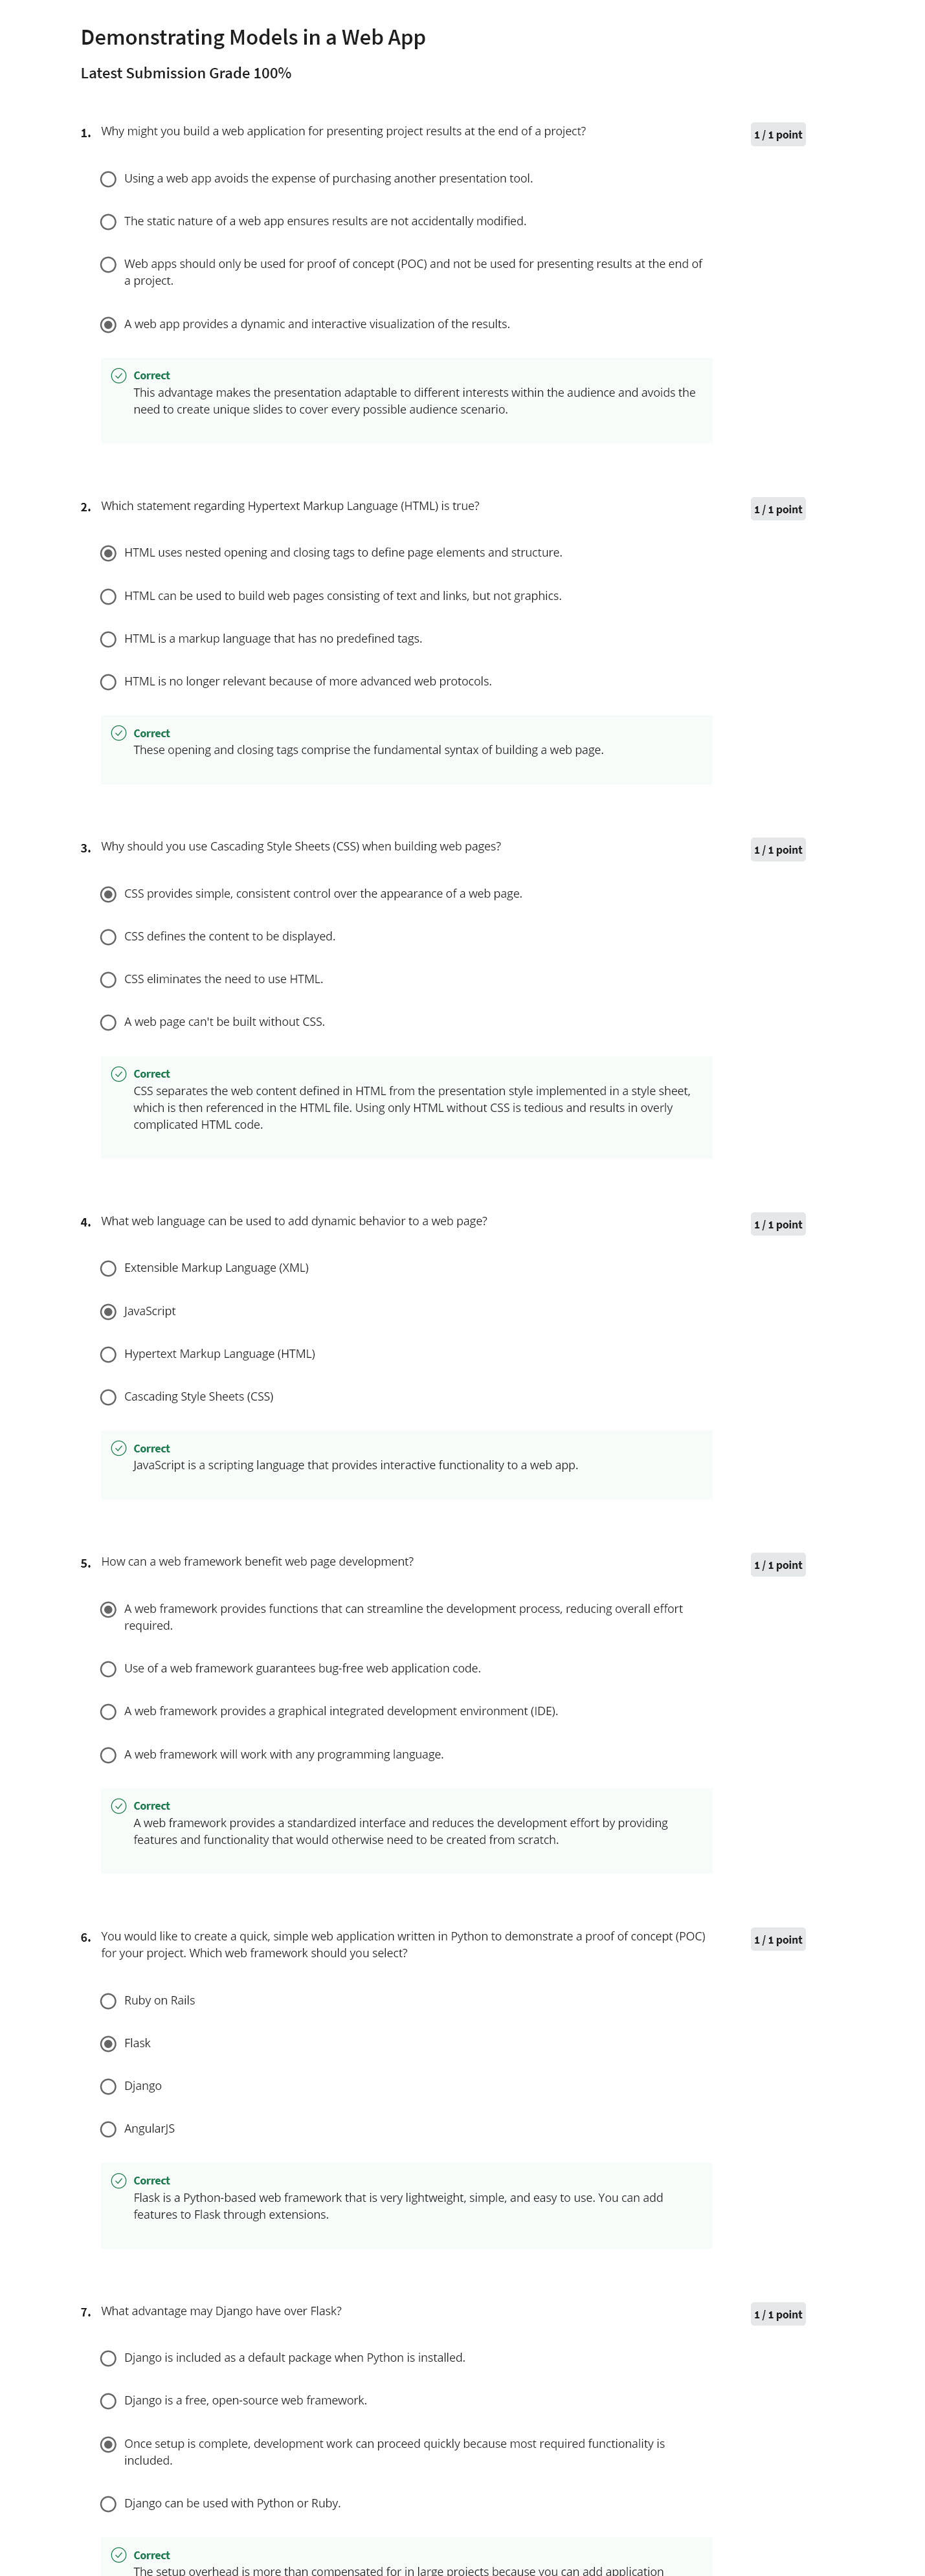 Demonstrating Models in a Web App
Latest Submission Grade 100%
1. Why might you build a web application for presenting project results at the end of a project?
1 / 1 point
Using a web app avoids the expense of purchasing another presentation tool.
The static nature of a web app ensures results are not accidentally modified.
Web apps should only be used for proof of concept (POC) and not be used for presenting results at the end of
a project.
A web app provides a dynamic and interactive visualization of the results.
Correct
This advantage makes the presentation adaptable to different interests within the audience and avoids the
need to create unique slides to cover every possible audience scenario.
2. Which statement regarding Hypertext Markup Language (HTML) is true?
1 / 1 point
HTML uses nested opening and closing tags to define page elements and structure.
HTML can be used to build web pages consisting of text and links, but not graphics.
HTML is a markup language that has no predefined tags.
HTML is no longer relevant because of more advanced web protocols.
Correct
These opening and closing tags comprise the fundamental syntax of building a web page.
3. Why should you use Cascading Style Sheets (CSS) when building web pages?
1 / 1 point
CSS provides simple, consistent control over the appearance of a web page.
CSS defines the content to be displayed.
CSS eliminates the need to use HTML.
A web page can't be built without CSS.
Correct
CSS separates the web content defined in HTML from the presentation style implemented in a style sheet,
which is then referenced in the HTML file. Using only HTML without CSS is tedious and results in overly
complicated HTML code.
4. What web language can be used to add dynamic behavior to a web page?
1 / 1 point
Extensible Markup Language (XML)
JavaScript
Hypertext Markup Language (HTML)
Cascading Style Sheets (CSS)
Correct
JavaScript is a scripting language that provides interactive functionality to a web app.
5. How can a web framework benefit web page development?
1 / 1 point
A web framework provides functions that can streamline the development process, reducing overall effort
required.
Use of a web framework guarantees bug-free web application code.
A web framework provides a graphical integrated development environment (IDE).
A web framework will work with any programming language.
Correct
A web framework provides a standardized interface and reduces the development effort by providing
features and functionality that would otherwise need to be created from scratch.
6. You would like to create a quick, simple web application written in Python to demonstrate a proof of concept (POC)
for your project. Which web framework should you select?
1 / 1 point
Ruby on Rails
Flask
Django
AngularJS
Correct
Flask is a Python-based web framework that is very lightweight, simple, and easy to use. You can add
features to Flask through extensions.
7. What advantage may Django have over Flask?
1 / 1 point
Django is included as a default package when Python is installed.
Django is a free, open-source web framework.
Once setup is complete, development work can proceed quickly because most required functionality is
included.
Django can be used with Python or Ruby.
Correct
The setup overhead is more than compensated for in large projects because you can add application